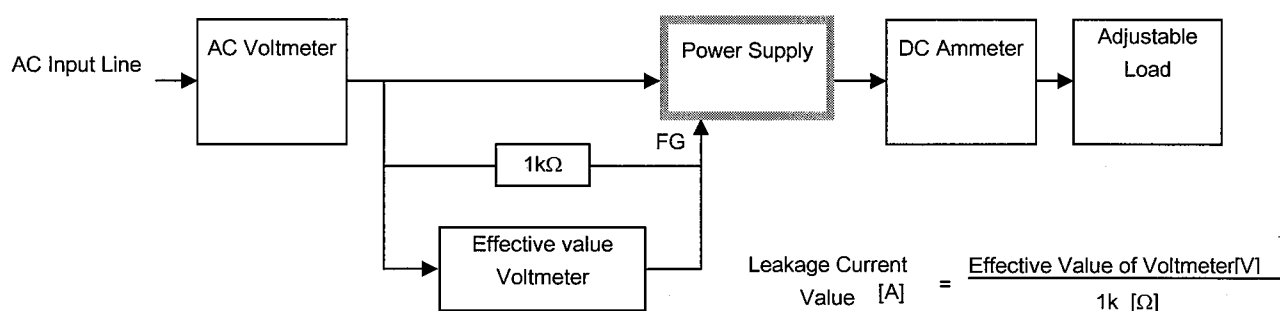 AC Input Line
AC Voltmeter
Power Supply
DC Ammeter
Adjustable
Load
FG
1kΩ
Effective value
Voltmeter
Leakage Current
Value [A]
=
Effective Value of Voltmeter[V]
1k [Ω]